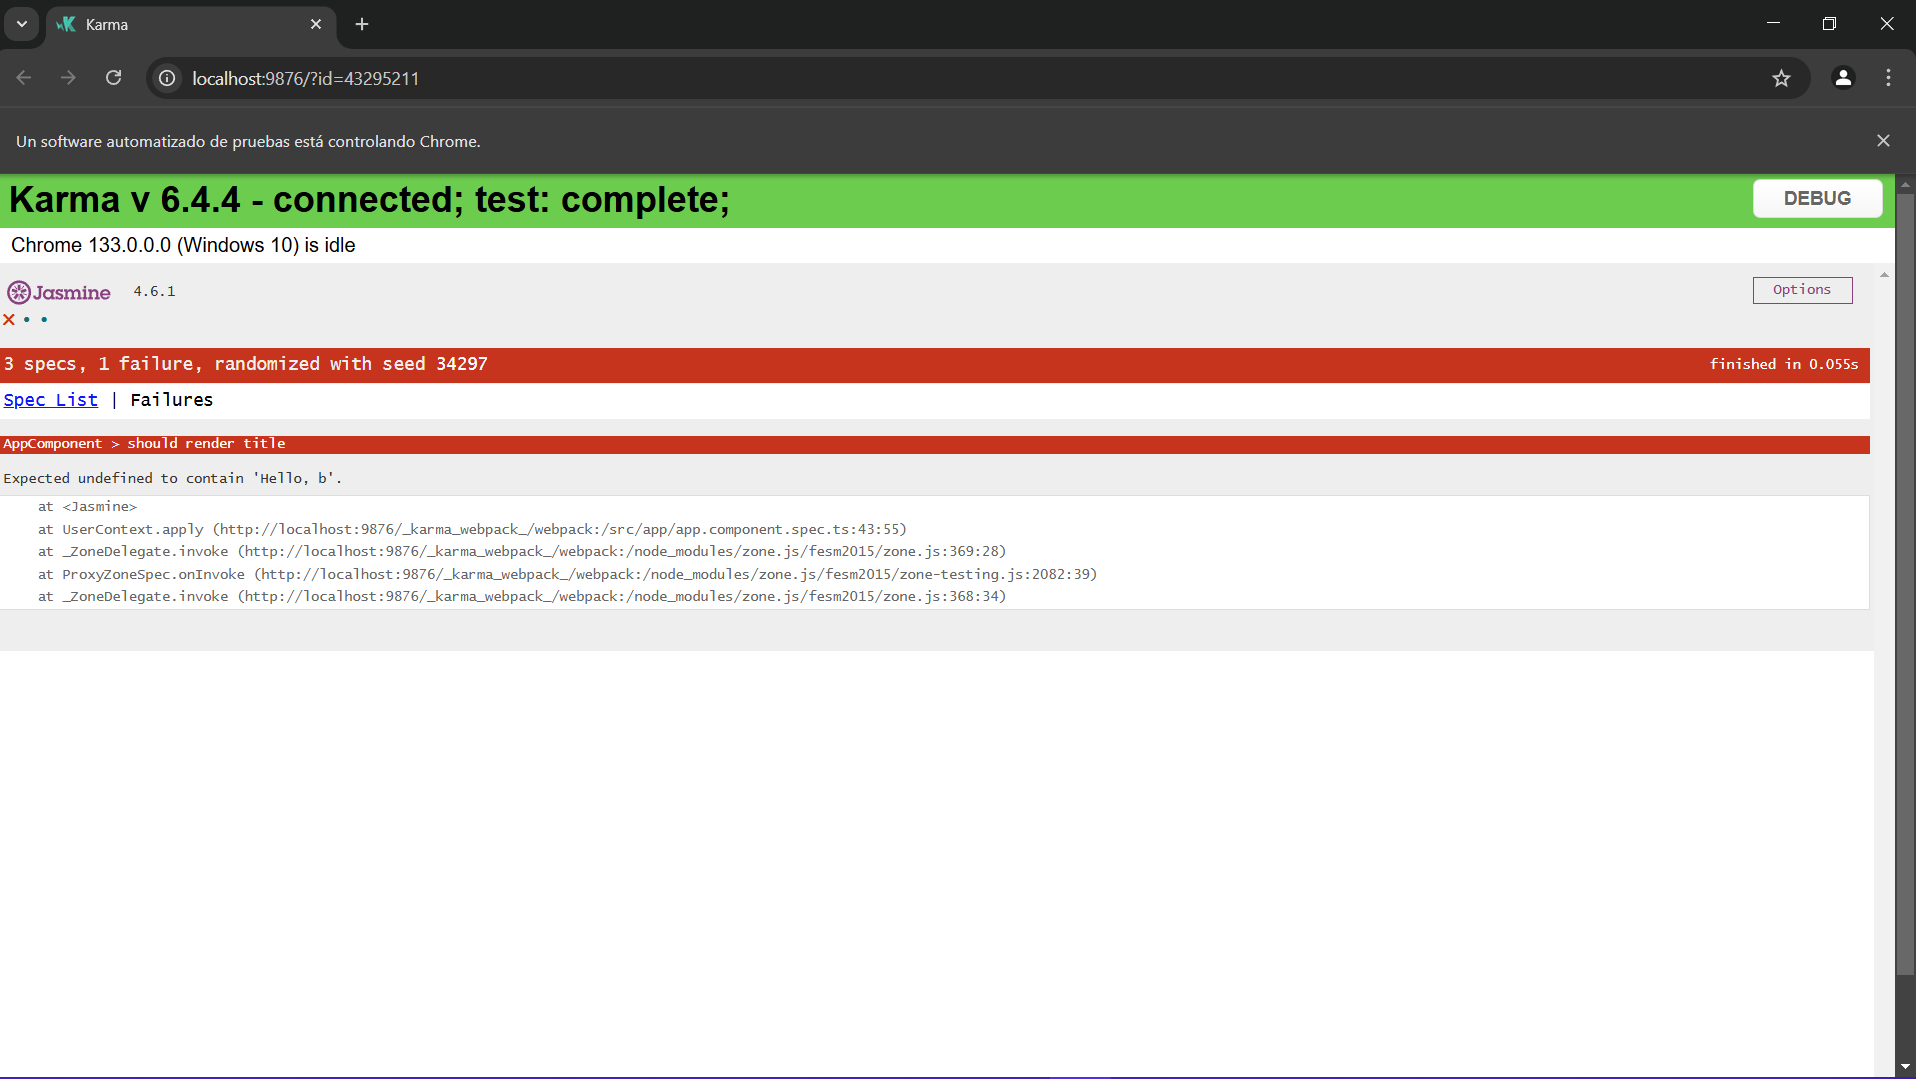 Karma
localhost:9876/?id=43295211
Un software automatizado de pruebas está controlando Chrome.
Karma v 6.4.4 - connected; test: complete;
DEBUG
Chrome 133.0.0.0 (Windows 10) is idle
Jasmine 4.6.1
Options
3 specs, 1 failure, randomized with seed 34297
finished in 0.055s
Spec List | Failures
AppComponent > should render title
Expected undefined to contain 'Hello, b'.
at <Jasmine>
at UserContext.apply (http://localhost:9876/_karma_webpack_/webpack:/src/app/app.component.spec.ts:43:55)
at _ZoneDelegate.invoke (http://localhost:9876/_karma_webpack_/webpack:/node_modules/zone.js/fesm2015/zone.js:369:28)
at ProxyZoneSpec.onInvoke (http://localhost:9876/_karma_webpack_/webpack:/node_modules/zone.js/fesm2015/zone-testing.js:2082:39)
at _ZoneDelegate.invoke (http://localhost:9876/_karma_webpack_/webpack:/node_modules/zone.js/fesm2015/zone.js:368:34)